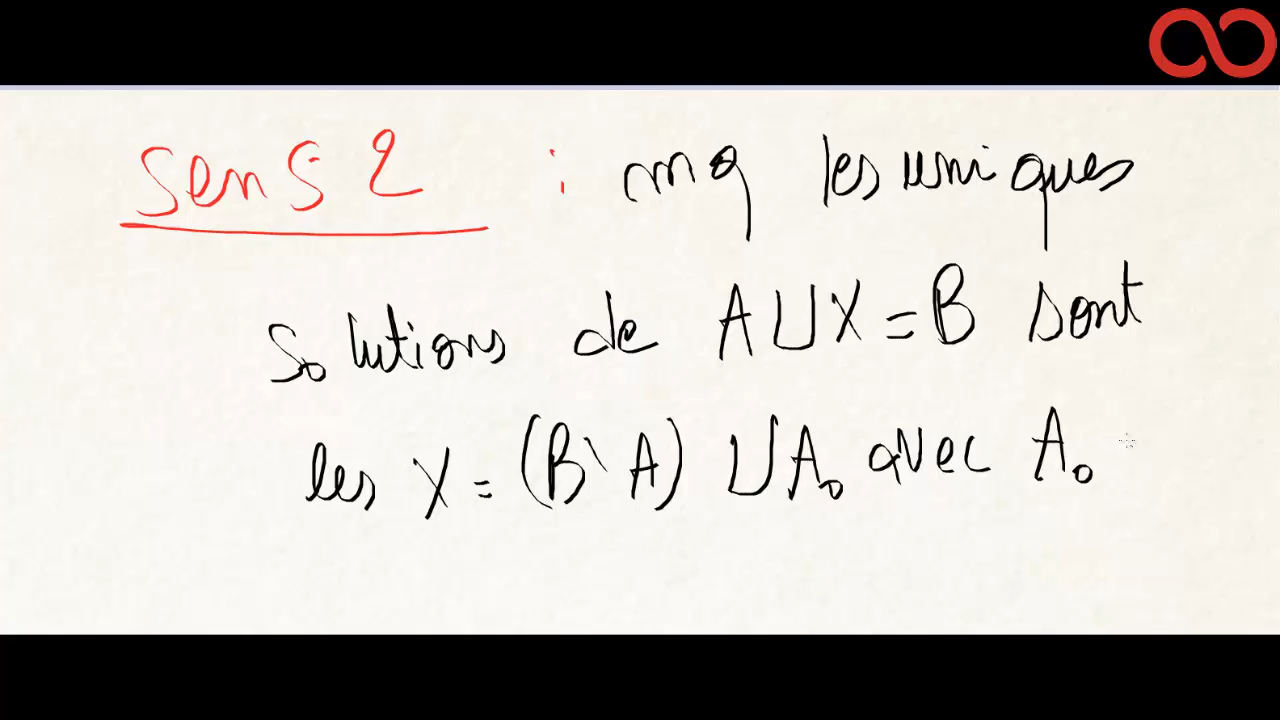 Sens 2 : mq les uniques
Solutions de A ∪ X = B sont
les X = (B \ A) ∪ A₀ avec A₀